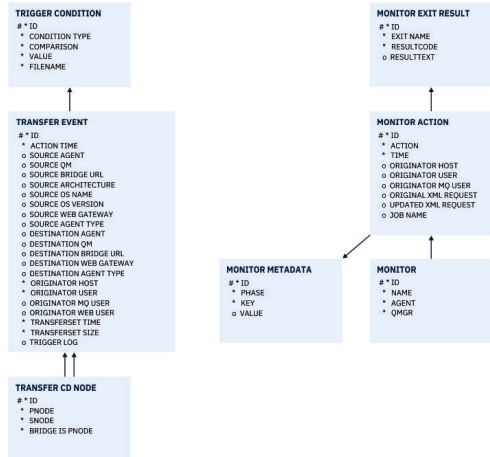 TRIGGER CONDITION
# * ID
* CONDITION TYPE
* COMPARISON
* VALUE
* FILENAME
TRANSFER EVENT
# * ID
* ACTION TIME
o SOURCE AGENT
o SOURCE QM
o SOURCE BRIDGE URL
o SOURCE ARCHITECTURE
o SOURCE OS NAME
o SOURCE OS VERSION
o SOURCE WEB GATEWAY
o SOURCE AGENT TYPE
o DESTINATION AGENT
o DESTINATION QM
o DESTINATION BRIDGE URL
o DESTINATION WEB GATEWAY
o DESTINATION AGENT TYPE
* ORIGINATOR HOST
* ORIGINATOR USER
o ORIGINATOR MQ USER
o ORIGINATOR WEB USER
* TRANSFERSET TIME
* TRANSFERSET SIZE
o TRIGGER LOG
TRANSFER CD NODE
# * ID
* PNODE
* SNODE
* BRIDGE IS PNODE
MONITOR EXIT RESULT
# * ID
* EXIT NAME
* RESULTCODE
o RESULTTEXT
MONITOR ACTION
# * ID
* ACTION
* TIME
o ORIGINATOR HOST
o ORIGINATOR USER
o ORIGINATOR MQ USER
o ORIGINAL XML REQUEST
o UPDATED XML REQUEST
o JOB NAME
MONITOR METADATA
# * ID
* PHASE
* KEY
o VALUE
MONITOR
# * ID
* NAME
* AGENT
* QMGR